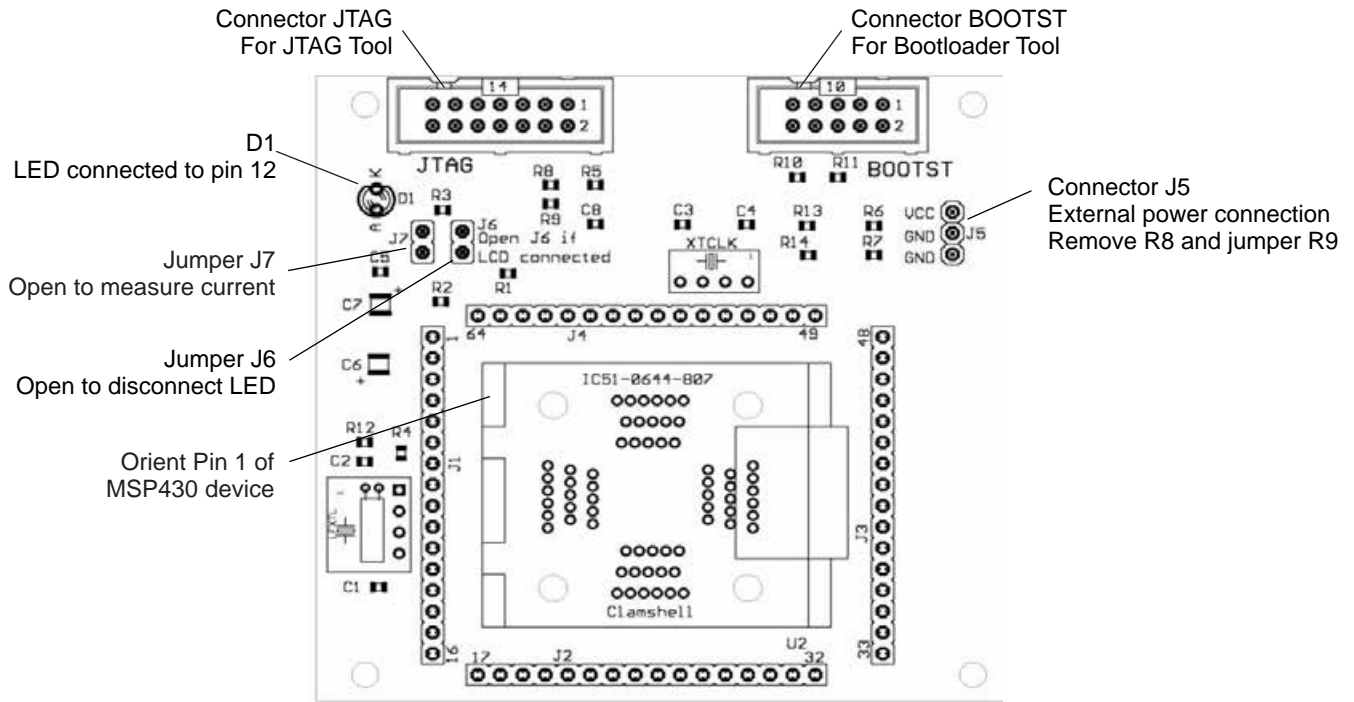 Connector JTAG
For JTAG Tool
Connector BOOTST
For Bootloader Tool
14
1
2
10
1
2
JTAG
BOOTST
D1
LED connected to pin 12
K
D1
A
R3
R8
R5
R9
C8
R10
R11
C3
C4
R13
R6
R14
R7
VCC
GND
GND
J5
Connector J5
External power connection
Remove R8 and jumper R9
J7
J6
Open J6 if
LCD connected
XTCLK
1
Jumper J7
Open to measure current
C5
+
C7
R2
R1
64
J4
49
1
48
Jumper J6
Open to disconnect LED
C6
+
IC51-0644-807
R12
R4
C2
J1
Orient Pin 1 of
MSP430 device
1
LFXTL
J3
C1
Clamshell
U2
16
17
J2
32
33